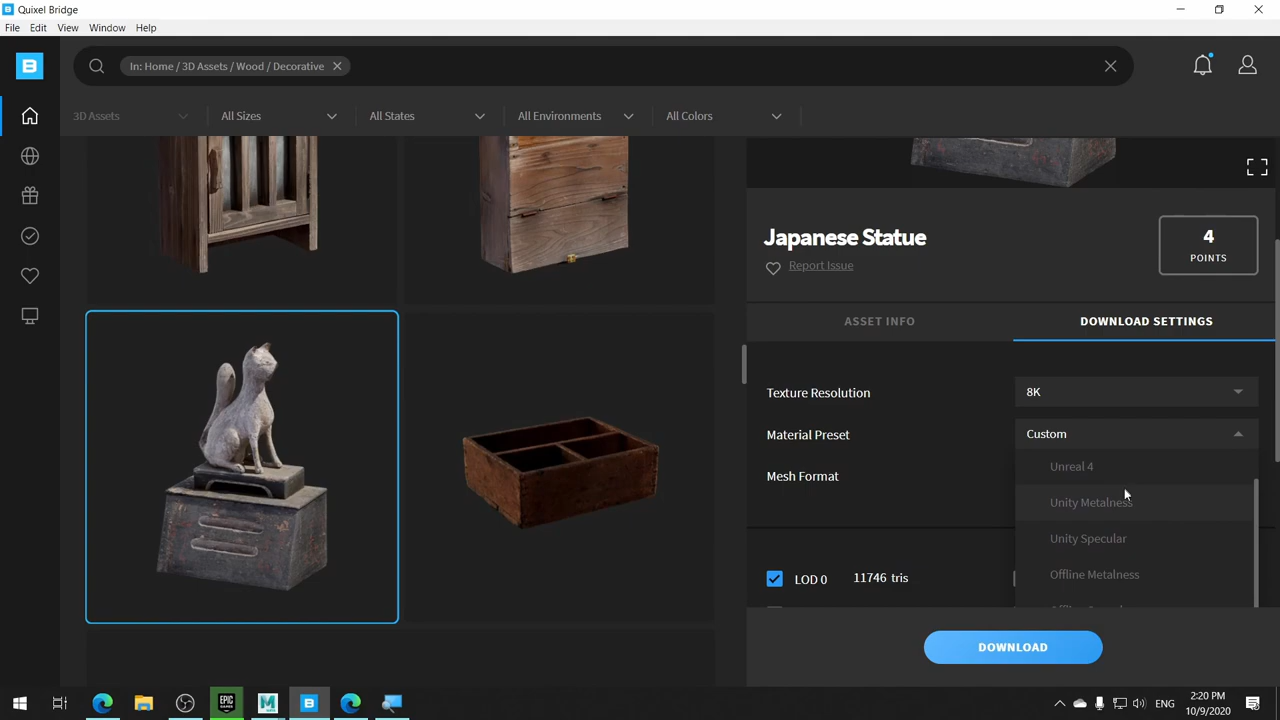 Quixel Bridge
File Edit View Window Help
In: Home / 3D Assets / Wood / Decorative
3D Assets All Sizes All States All Environments All Colors
Japanese Statue
Report Issue
4
POINTS
ASSET INFO DOWNLOAD SETTINGS
Texture Resolution 8K
Material Preset Custom
Unreal 4
Mesh Format
Unity Metalness
Unity Specular
Offline Metalness
LOD 0 11746 tris
DOWNLOAD
EPIC
GAMES
ENG
2:20 PM
10/9/2020